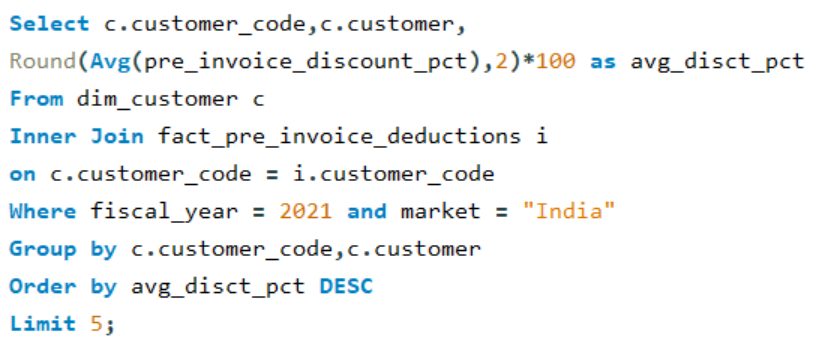 Select c.customer_code,c.customer,
Round(Avg(pre_invoice_discount_pct),2)*100 as avg_disct_pct
From dim_customer c
Inner Join fact_pre_invoice_deductions i
on c.customer_code = i.customer_code
Where fiscal_year = 2021 and market = "India"
Group by c.customer_code,c.customer
Order by avg_disct_pct DESC
Limit 5;